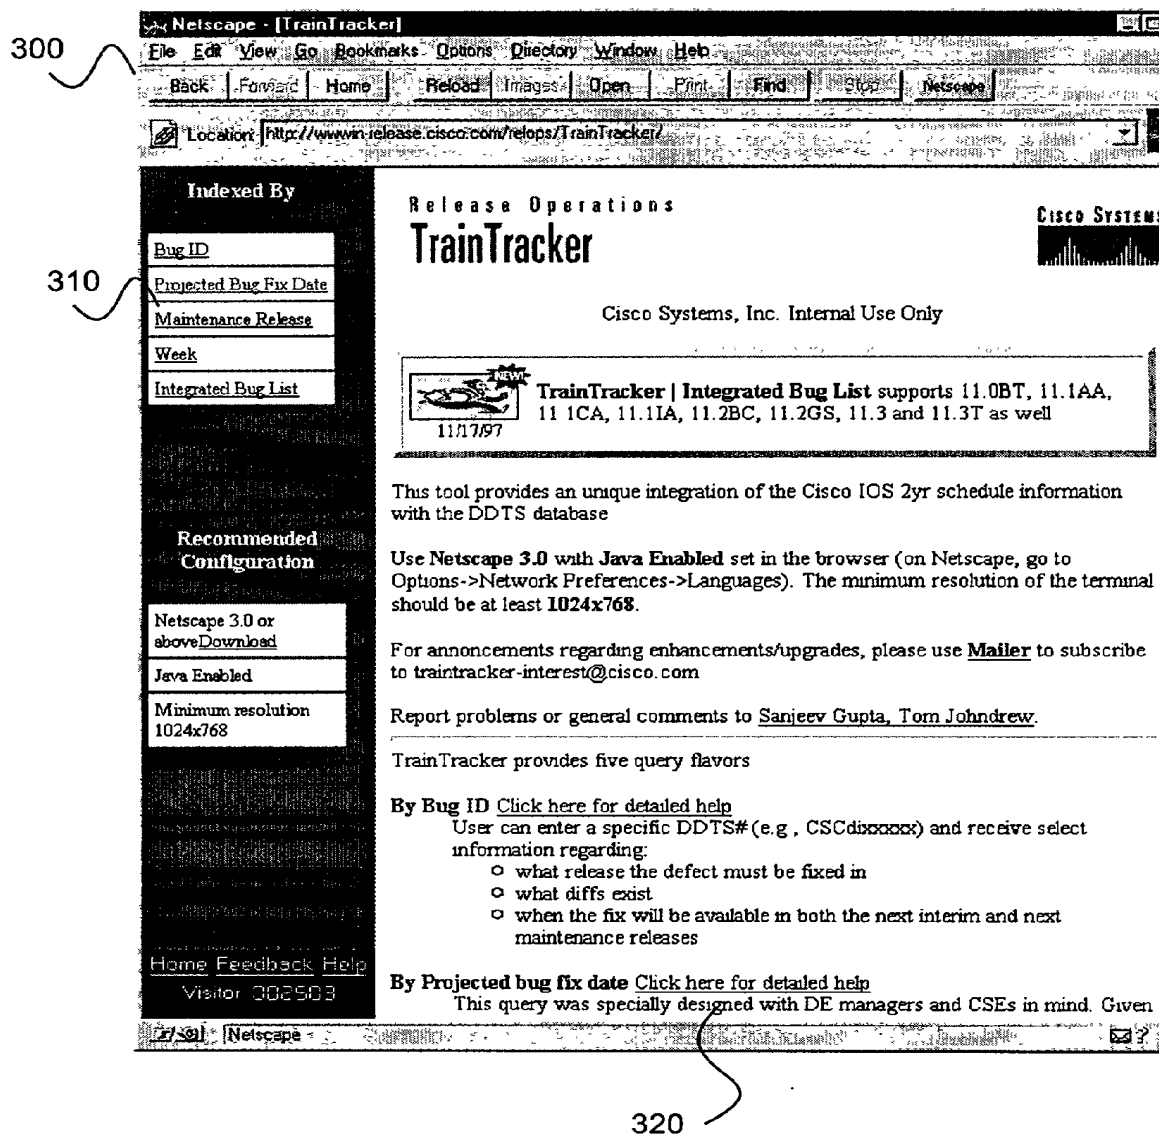 300
Netscape - [TrainTracker]
File Edit View Go Bookmarks Options Directory Window Help
Back Forward Home Reload Images Open Print Find Stop Netscape
Location: http://wwwin-release.cisco.com/relops/TrainTracker/
Indexed By
Bug ID
310
Projected Bug Fix Date
Maintenance Release
Week
Integrated Bug List
Recommended
Configuration
Netscape 3.0 or
aboveDownload
Java Enabled
Minimum resolution
1024x768
Home Feedback Help
Visitor 002503
Release Operations
TrainTracker
CISCO SYSTEMS
Cisco Systems, Inc. Internal Use Only
NEW!
11/17/97
TrainTracker | Integrated Bug List supports 11.0BT, 11.1AA,
11 1CA, 11.1IA, 11.2BC, 11.2GS, 11.3 and 11.3T as well
This tool provides an unique integration of the Cisco IOS 2yr schedule information
with the DDTS database
Use Netscape 3.0 with Java Enabled set in the browser (on Netscape, go to
Options->Network Preferences->Languages). The minimum resolution of the terminal
should be at least 1024x768.
For annoncements regarding enhancements/upgrades, please use Mailer to subscribe
to traintracker-interest@cisco.com
Report problems or general comments to Sanjeev Gupta, Tom Johndrew.
TrainTracker provides five query flavors
By Bug ID Click here for detailed help
User can enter a specific DDTS# (e.g , CSCdixxxxx) and receive select
information regarding:
what release the defect must be fixed in
what diffs exist
when the fix will be available in both the next interim and next
maintenance releases
By Projected bug fix date Click here for detailed help
This query was specially designed with DE managers and CSEs in mind. Given
Netscape
320